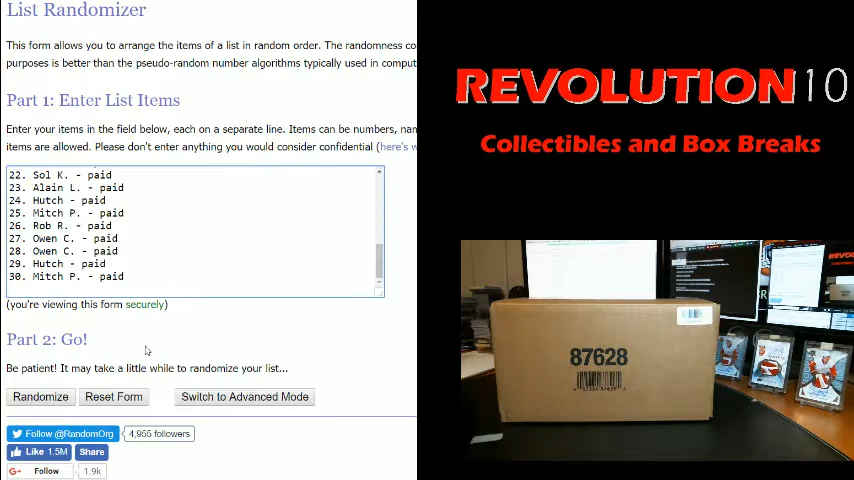 List Randomizer
This form allows you to arrange the items of a list in random order. The randomness co
purposes is better than the pseudo-random number algorithms typically used in comput
Part 1: Enter List Items
Enter your items in the field below, each on a separate line. Items can be numbers, nan
items are allowed. Please don't enter anything you would consider confidential (here's w
22. Sol K. - paid
23. Alain L. - paid
24. Hutch - paid
25. Mitch P. - paid
26. Rob R. - paid
27. Owen C. - paid
28. Owen C. - paid
29. Hutch - paid
30. Mitch P. - paid
(you're viewing this form securely)
Part 2: Go!
Be patient! It may take a little while to randomize your list...
Randomize Reset Form Switch to Advanced Mode
Follow @RandomOrg 4,955 followers
Like 1.5M Share
G+ Follow 1.9k
REVOLUTION10
Collectibles and Box Breaks
87628